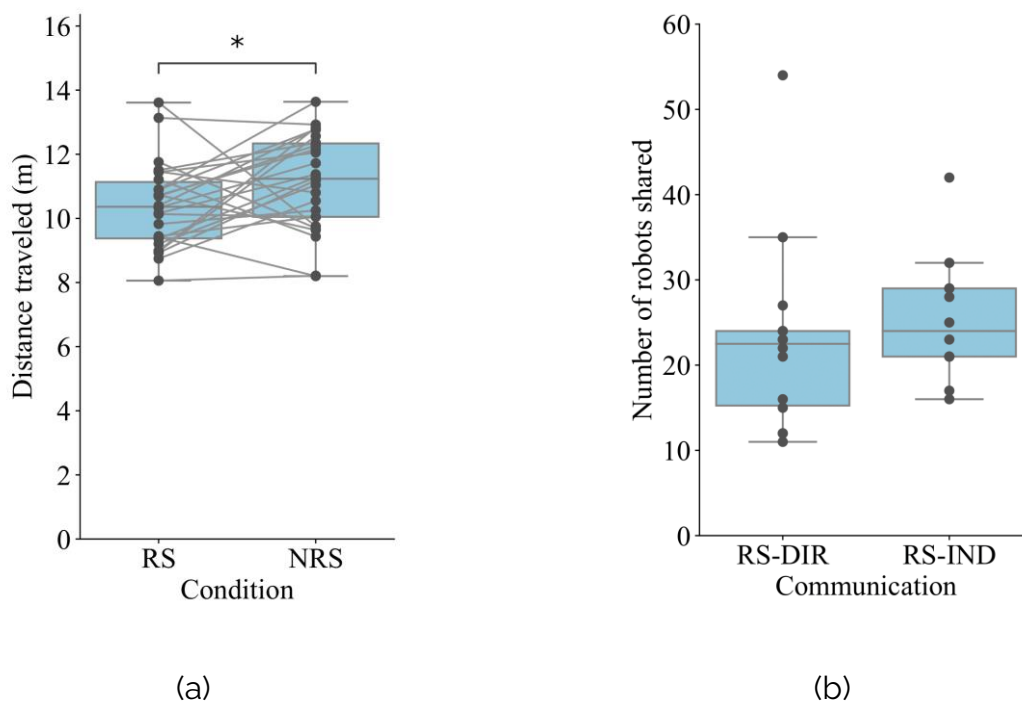 16
14
12
10
8
6
4
2
0
*
Distance traveled (m)
RS
NRS
Condition
(a)
60
50
40
30
20
10
0
Number of robots shared
RS-DIR
RS-IND
Communication
(b)